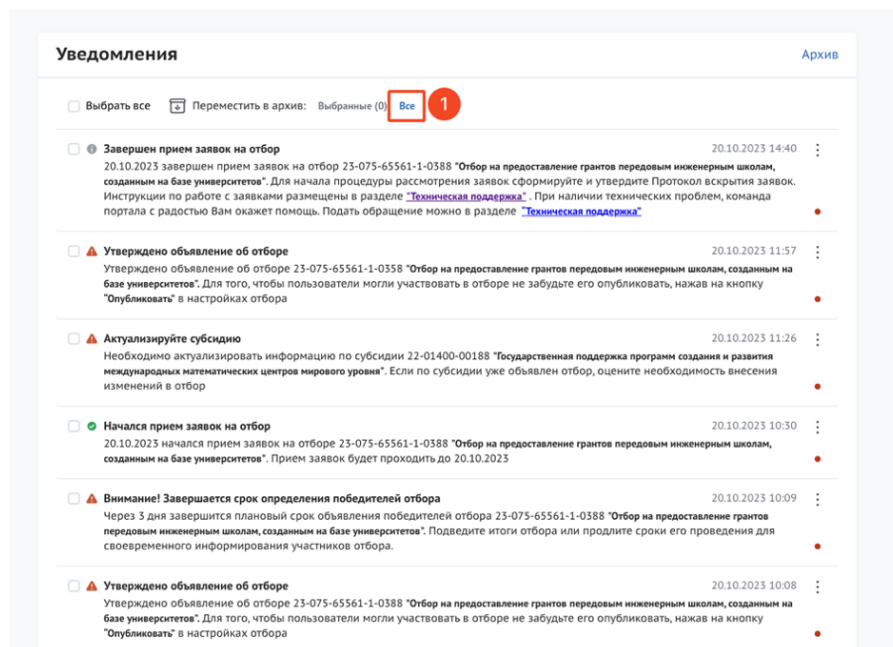 Уведомления
Архив
Выбрать все Переместить в архив: Выбранные (0) Все 1
Завершен прием заявок на отбор 20.10.2023 14:40
20.10.2023 завершен прием заявок на отбор 23-075-65561-1-0388 "Отбор на предоставление грантов передовым инженерным школам,
созданным на базе университетов". Для начала процедуры рассмотрения заявок сформируйте и утвердите Протокол вскрытия заявок.
Инструкции по работе с заявками размещены в разделе "Техническая поддержка" . При наличии технических проблем, команда
портала с радостью Вам окажет помощь. Подать обращение можно в разделе "Техническая поддержка"
Утверждено объявление об отборе 20.10.2023 11:57
Утверждено объявление об отборе 23-075-65561-1-0358 "Отбор на предоставление грантов передовым инженерным школам, созданным на
базе университетов". Для того, чтобы пользователи могли участвовать в отборе не забудьте его опубликовать, нажав на кнопку
"Опубликовать" в настройках отбора
Актуализируйте субсидию 20.10.2023 11:26
Необходимо актуализировать информацию по субсидии 22-01400-00188 "Государственная поддержка программ создания и развития
международных математических центров мирового уровня". Если по субсидии уже объявлен отбор, оцените необходимость внесения
изменений в отбор
Начался прием заявок на отбор 20.10.2023 10:30
20.10.2023 начался прием заявок на отборе 23-075-65561-1-0388 "Отбор на предоставление грантов передовым инженерным школам,
созданным на базе университетов". Прием заявок будет проходить до 20.10.2023
Внимание! Завершается срок определения победителей отбора 20.10.2023 10:09
Через 3 дня завершится плановый срок объявления победителей отбора 23-075-65561-1-0388 "Отбор на предоставление грантов
передовым инженерным школам, созданным на базе университетов". Подведите итоги отбора или продлите сроки его проведения для
своевременного информирования участников отбора.
Утверждено объявление об отборе 20.10.2023 10:08
Утверждено объявление об отборе 23-075-65561-1-0388 "Отбор на предоставление грантов передовым инженерным школам, созданным на
базе университетов". Для того, чтобы пользователи могли участвовать в отборе не забудьте его опубликовать, нажав на кнопку
"Опубликовать" в настройках отбора